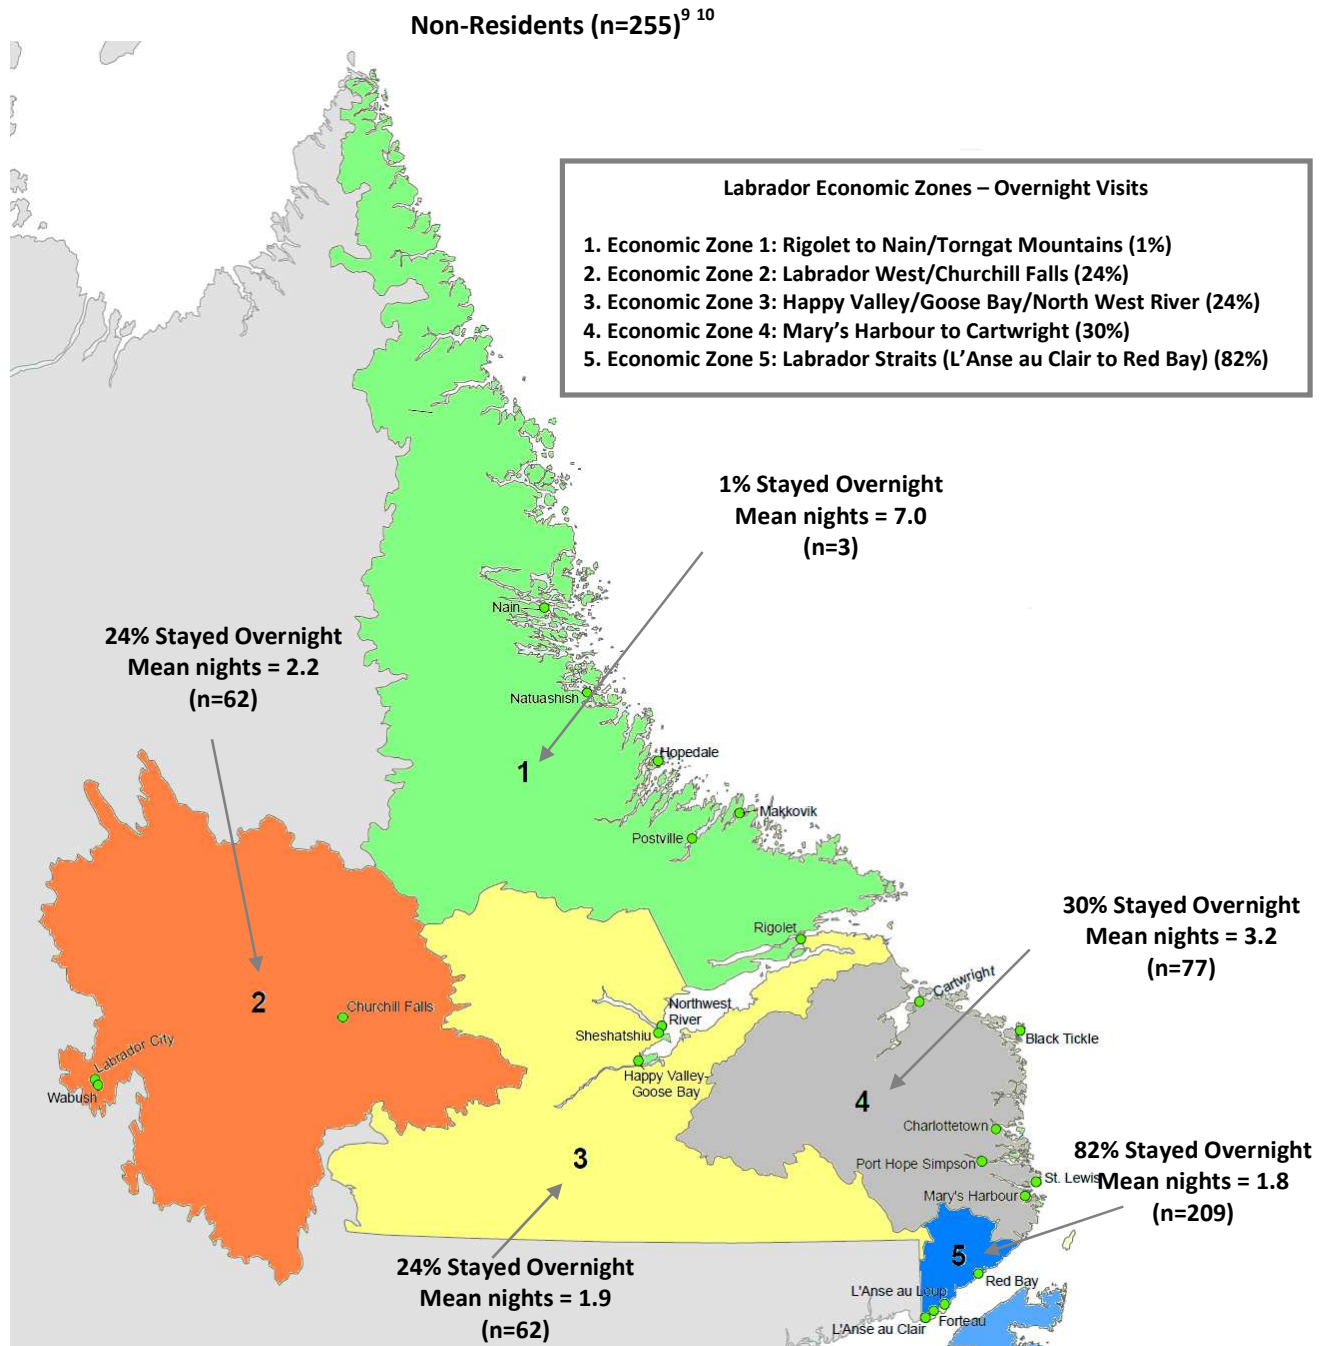 Non-Residents (n=255)9 10
Labrador Economic Zones – Overnight Visits
1. Economic Zone 1: Rigolet to Nain/Torngat Mountains (1%)
2. Economic Zone 2: Labrador West/Churchill Falls (24%)
3. Economic Zone 3: Happy Valley/Goose Bay/North West River (24%)
4. Economic Zone 4: Mary’s Harbour to Cartwright (30%)
5. Economic Zone 5: Labrador Straits (L’Anse au Clair to Red Bay) (82%)
1% Stayed Overnight
Mean nights = 7.0
(n=3)
Nain
24% Stayed Overnight
Mean nights = 2.2
(n=62)
Natuashish
Hopedale
1
Makkovik
Postville
30% Stayed Overnight
Mean nights = 3.2
(n=77)
Rigolet
2
Churchill Falls
Northwest
River
Sheshatshiu
Cartwright
Black Tickle
Labrador City
Wabush
Happy Valley-
Goose Bay
4
Charlottetown
3
Port Hope Simpson
82% Stayed Overnight
Mean nights = 1.8
(n=209)
St. Lewis
Mary's Harbour
24% Stayed Overnight
Mean nights = 1.9
(n=62)
5
Red Bay
L'Anse au Loup
Forteau
L'Anse au Clair